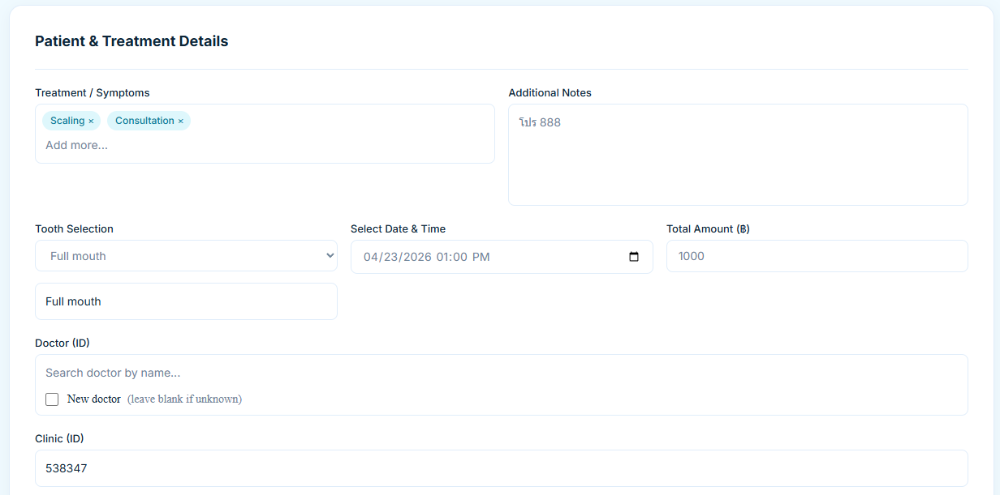 Patient & Treatment Details
Treatment / Symptoms
Scaling ×
Consultation ×
Add more...
Additional Notes
โปร 888
Tooth Selection
Full mouth
Full mouth
Select Date & Time
04/23/2026 01:00 PM
Total Amount (฿)
1000
Doctor (ID)
Search doctor by name...
New doctor (leave blank if unknown)
Clinic (ID)
538347